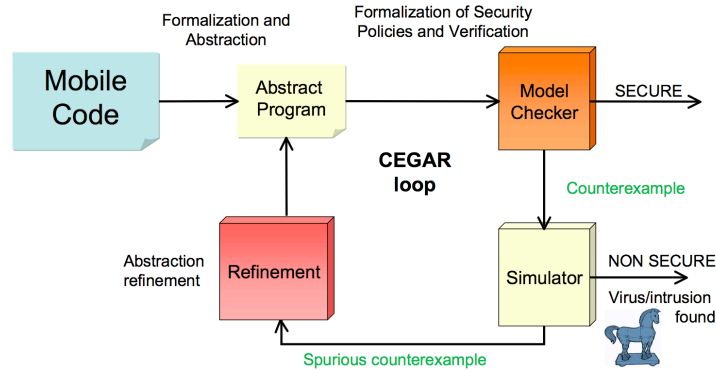 Formalization and
Abstraction
Formalization of Security
Policies and Verification
Mobile
Code
Abstract
Program
Model
Checker
SECURE
CEGAR
loop
Counterexample
Abstraction
refinement
Refinement
Simulator
NON SECURE
Virus/intrusion
found
Spurious counterexample